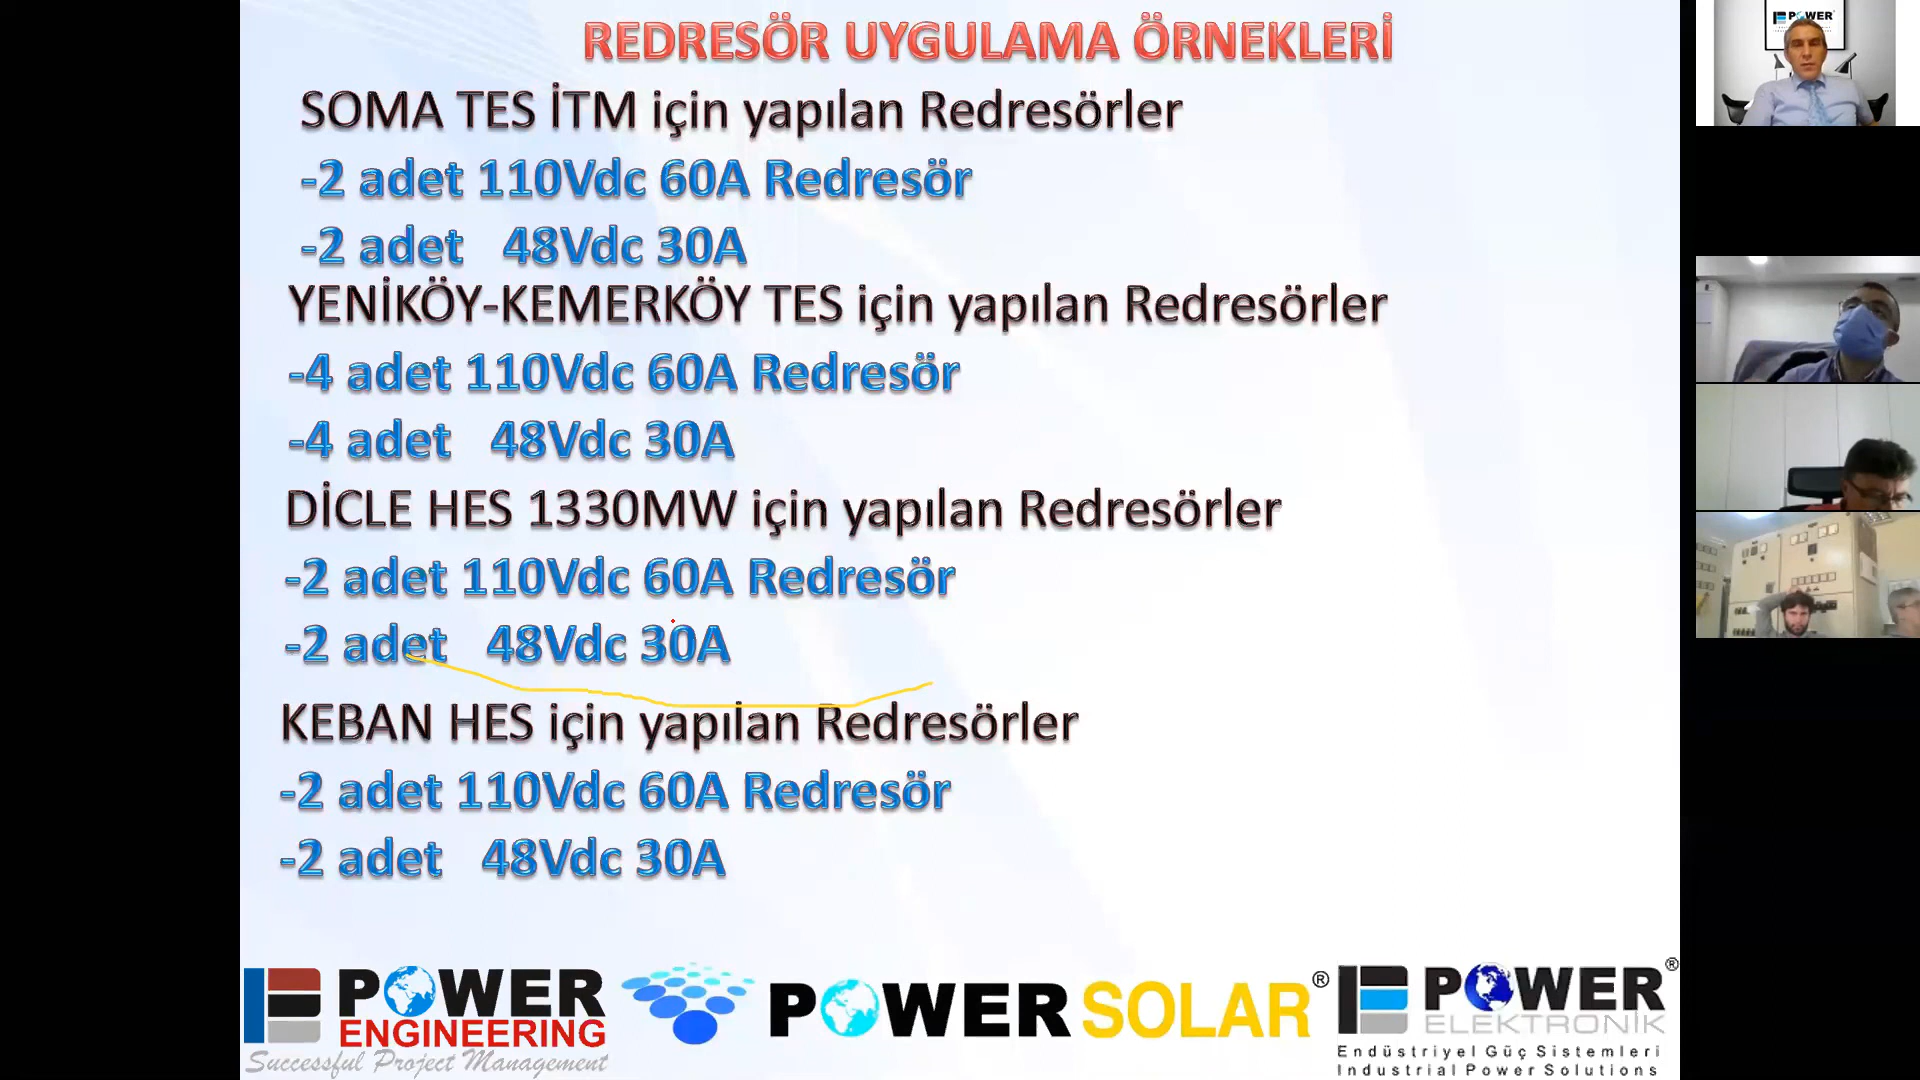 REDRESÖR UYGULAMA ÖRNEKLERİ
SOMA TES İTM için yapılan Redresörler
-2 adet 110Vdc 60A Redresör
-2 adet 48Vdc 30A
YENİKÖY-KEMERKÖY TES için yapılan Redresörler
-4 adet 110Vdc 60A Redresör
-4 adet 48Vdc 30A
DİCLE HES 1330MW için yapılan Redresörler
-2 adet 110Vdc 60A Redresör
-2 adet 48Vdc 30A
KEBAN HES için yapılan Redresörler
-2 adet 110Vdc 60A Redresör
-2 adet 48Vdc 30A
POWER
ENGINEERING
Successful Project Management
POWER SOLAR®
POWER®
ELEKTRONİK
Endüstriyel Güç Sistemleri
Industrial Power Solutions
POWER